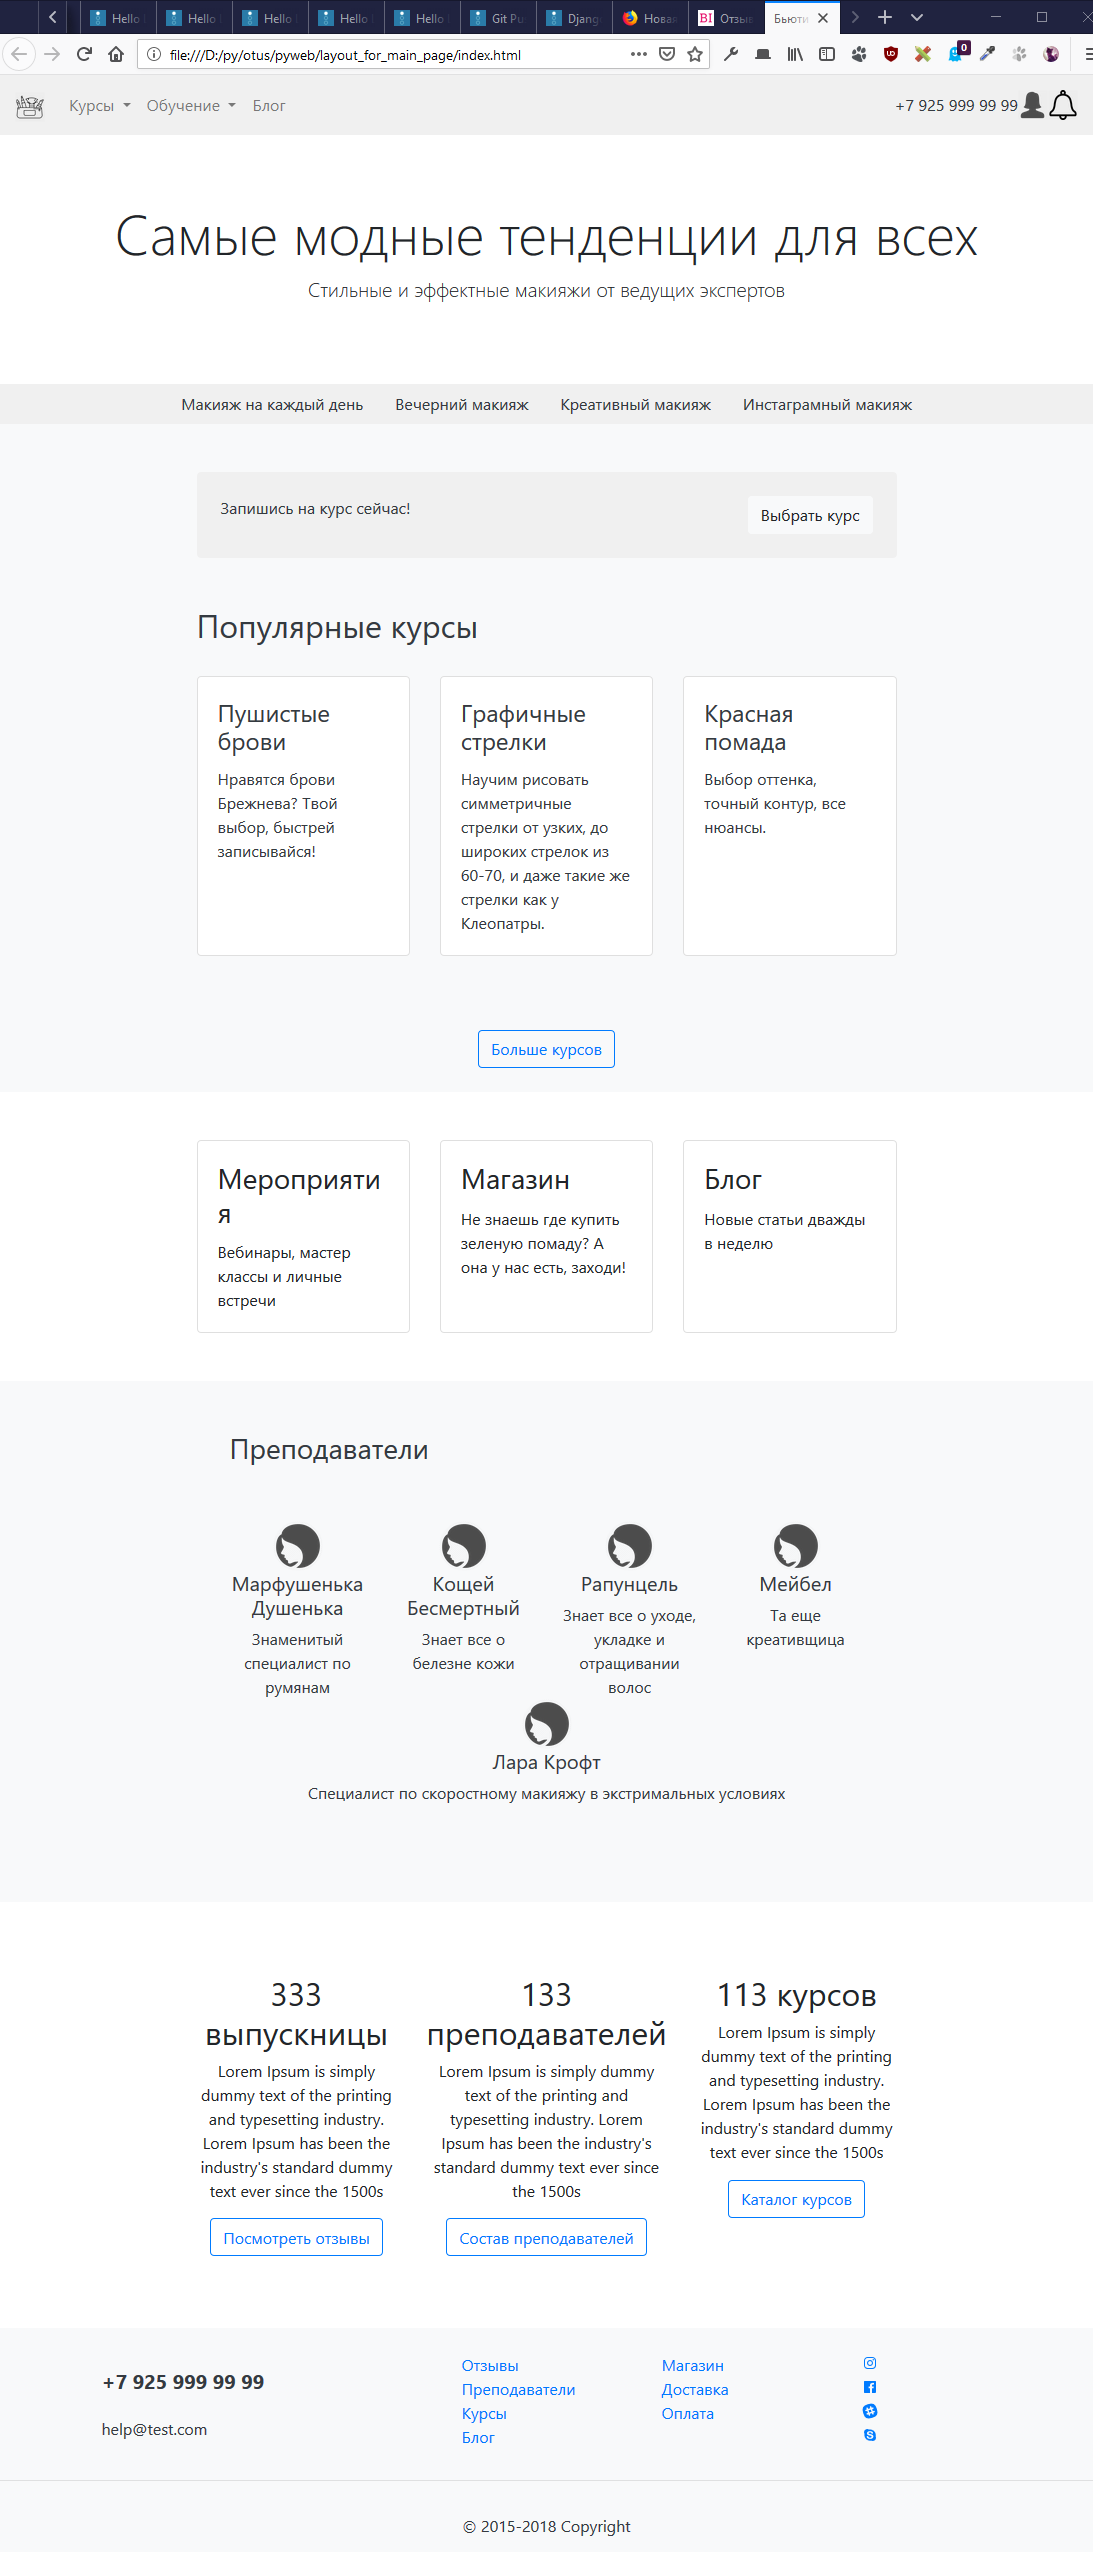 Hello
Hello
Hello
Hello
Hello
Git Pu
Djang
Новая
BI Отзыв
Бьюти
file:///D:/py/otus/pyweb/layout_for_main_page/index.html
0
Курсы Обучение Блог +7 925 999 99 99
Самые модные тенденции для всех
Стильные и эффектные макияжи от ведущих экспертов
Макияж на каждый день Вечерний макияж Креативный макияж Инстаграмный макияж
Запишись на курс сейчас! Выбрать курс
Популярные курсы
Пушистые
брови
Нравятся брови
Брежнева? Твой
выбор, быстрей
записывайся!
Графичные
стрелки
Научим рисовать
симметричные
стрелки от узких, до
широких стрелок из
60-70, и даже такие же
стрелки как у
Клеопатры.
Красная
помада
Выбор оттенка,
точный контур, все
нюансы.
Больше курсов
Мероприяти
я
Вебинары, мастер
классы и личные
встречи
Магазин
Не знаешь где купить
зеленую помаду? А
она у нас есть, заходи!
Блог
Новые статьи дважды
в неделю
Преподаватели
Марфушенька
Душенька
Знаменитый
специалист по
румянам
Кощей
Бесмертный
Знает все о
белезне кожи
Рапунцель
Знает все о уходе,
укладке и
отращивании
волос
Мейбел
Та еще
креативщица
Лара Крофт
Специалист по скоростному макияжу в экстримальных условиях
333
выпускницы
Lorem Ipsum is simply
dummy text of the printing
and typesetting industry.
Lorem Ipsum has been the
industry's standard dummy
text ever since the 1500s
Посмотреть отзывы
133
преподавателей
Lorem Ipsum is simply dummy
text of the printing and
typesetting industry. Lorem
Ipsum has been the industry's
standard dummy text ever since
the 1500s
Состав преподавателей
113 курсов
Lorem Ipsum is simply
dummy text of the printing
and typesetting industry.
Lorem Ipsum has been the
industry's standard dummy
text ever since the 1500s
Каталог курсов
+7 925 999 99 99
help@test.com
Отзывы
Преподаватели
Курсы
Блог
Магазин
Доставка
Оплата
© 2015-2018 Copyright